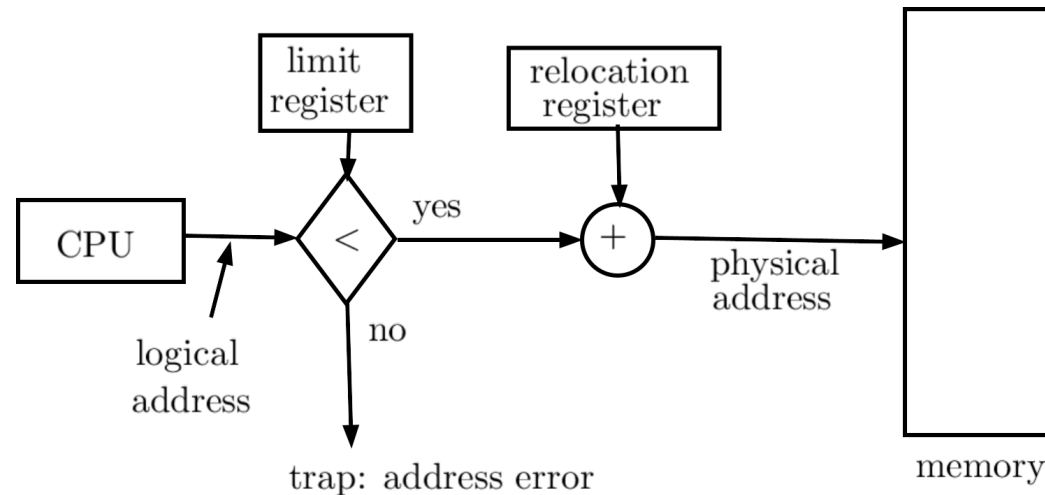 limit
register
relocation
register
CPU
<
yes
+
physical
address
no
logical
address
trap: address error
memory